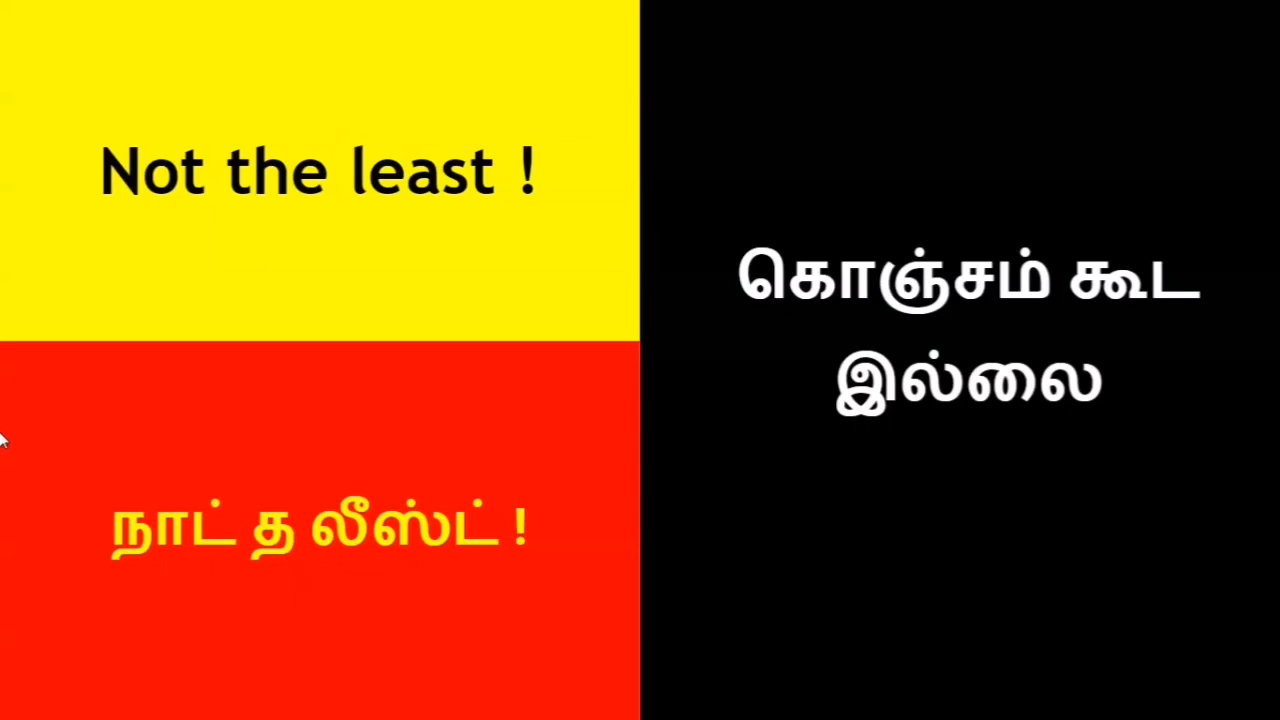 Not the least !
நாட் த லீஸ்ட் !
கொஞ்சம் கூட
இல்லை